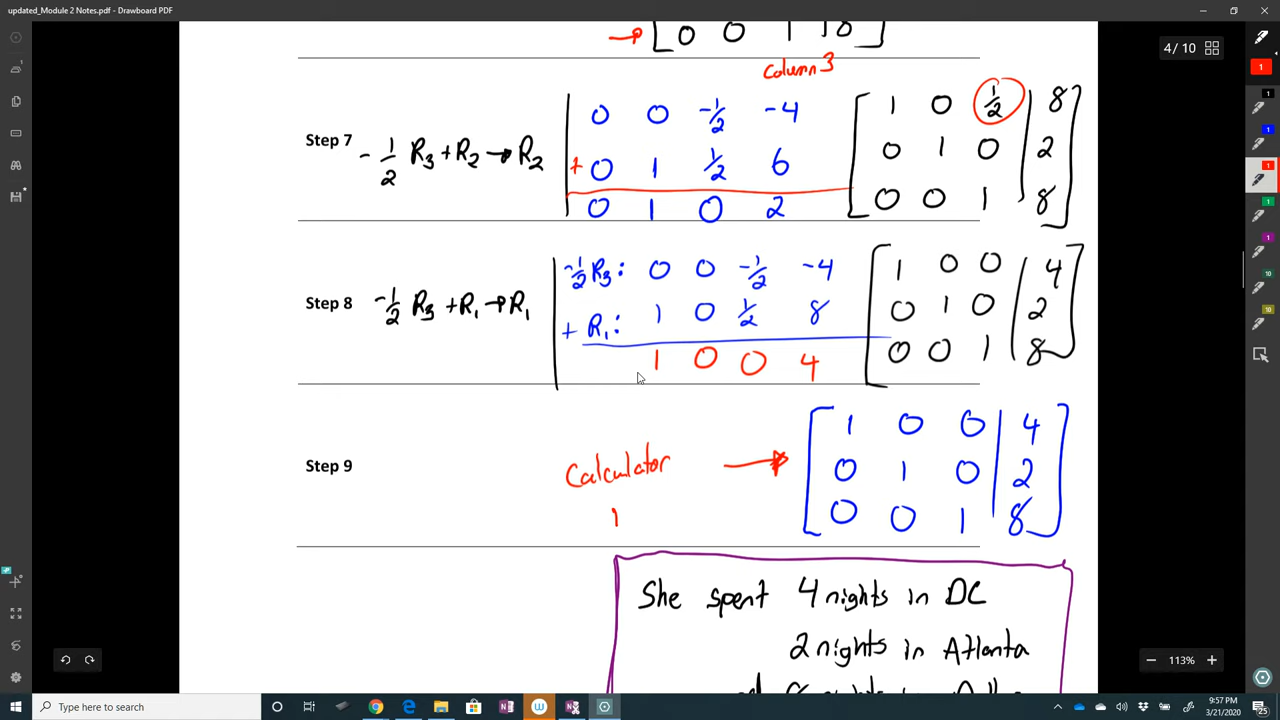 updated_Module 2 Notes.pdf - Drawboard PDF
4 / 10
0 0 1 | 8
Column 3
Step 7
-1/2 R3 + R2 → R2
0 0 -1/2 -4
+ 0 1 1/2 6
0 1 0 2
1 0 1/2 | 8
0 1 0 | 2
0 0 1 | 8
Step 8
-1/2 R3 + R1 → R1
-1/2 R3: 0 0 -1/2 -4
+ R1: 1 0 1/2 8
1 0 0 4
1 0 0 | 4
0 1 0 | 2
0 0 1 | 8
Step 9
Calculator →
1
1 0 0 | 4
0 1 0 | 2
0 0 1 | 8
She spent 4 nights in DC
2 nights in Atlanta
113%
Type here to search
9:57 PM
3/21/2020